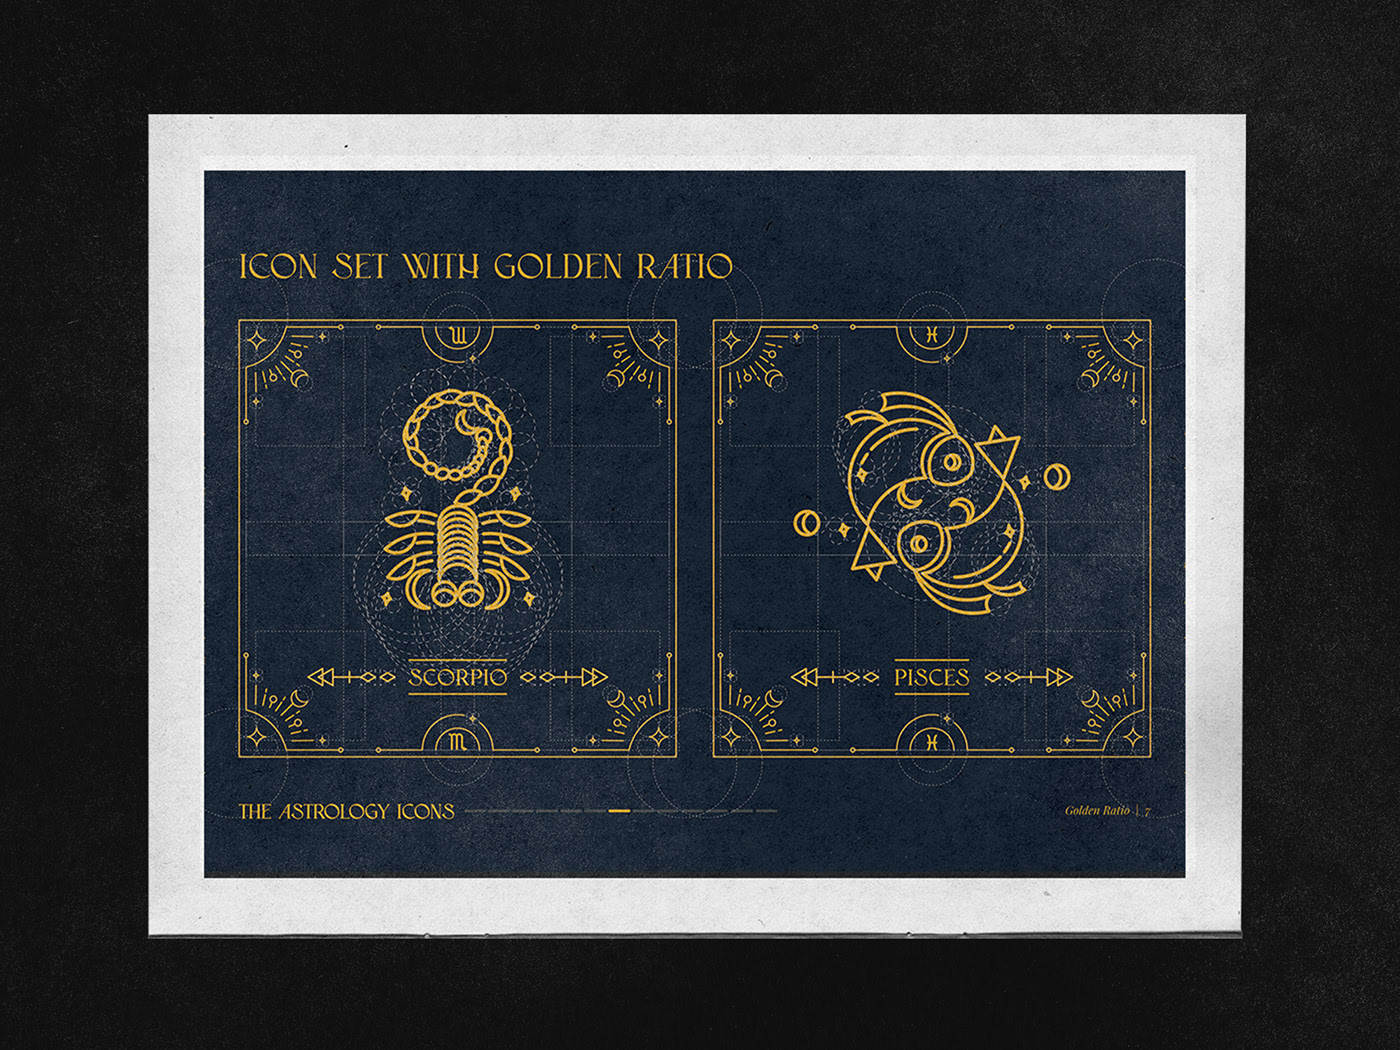 ICON SET WITH GOLDEN RATIO
♏
♓
SCORPIO
PISCES
♏
♓
THE ASTROLOGY ICONS
Golden Ratio | 7